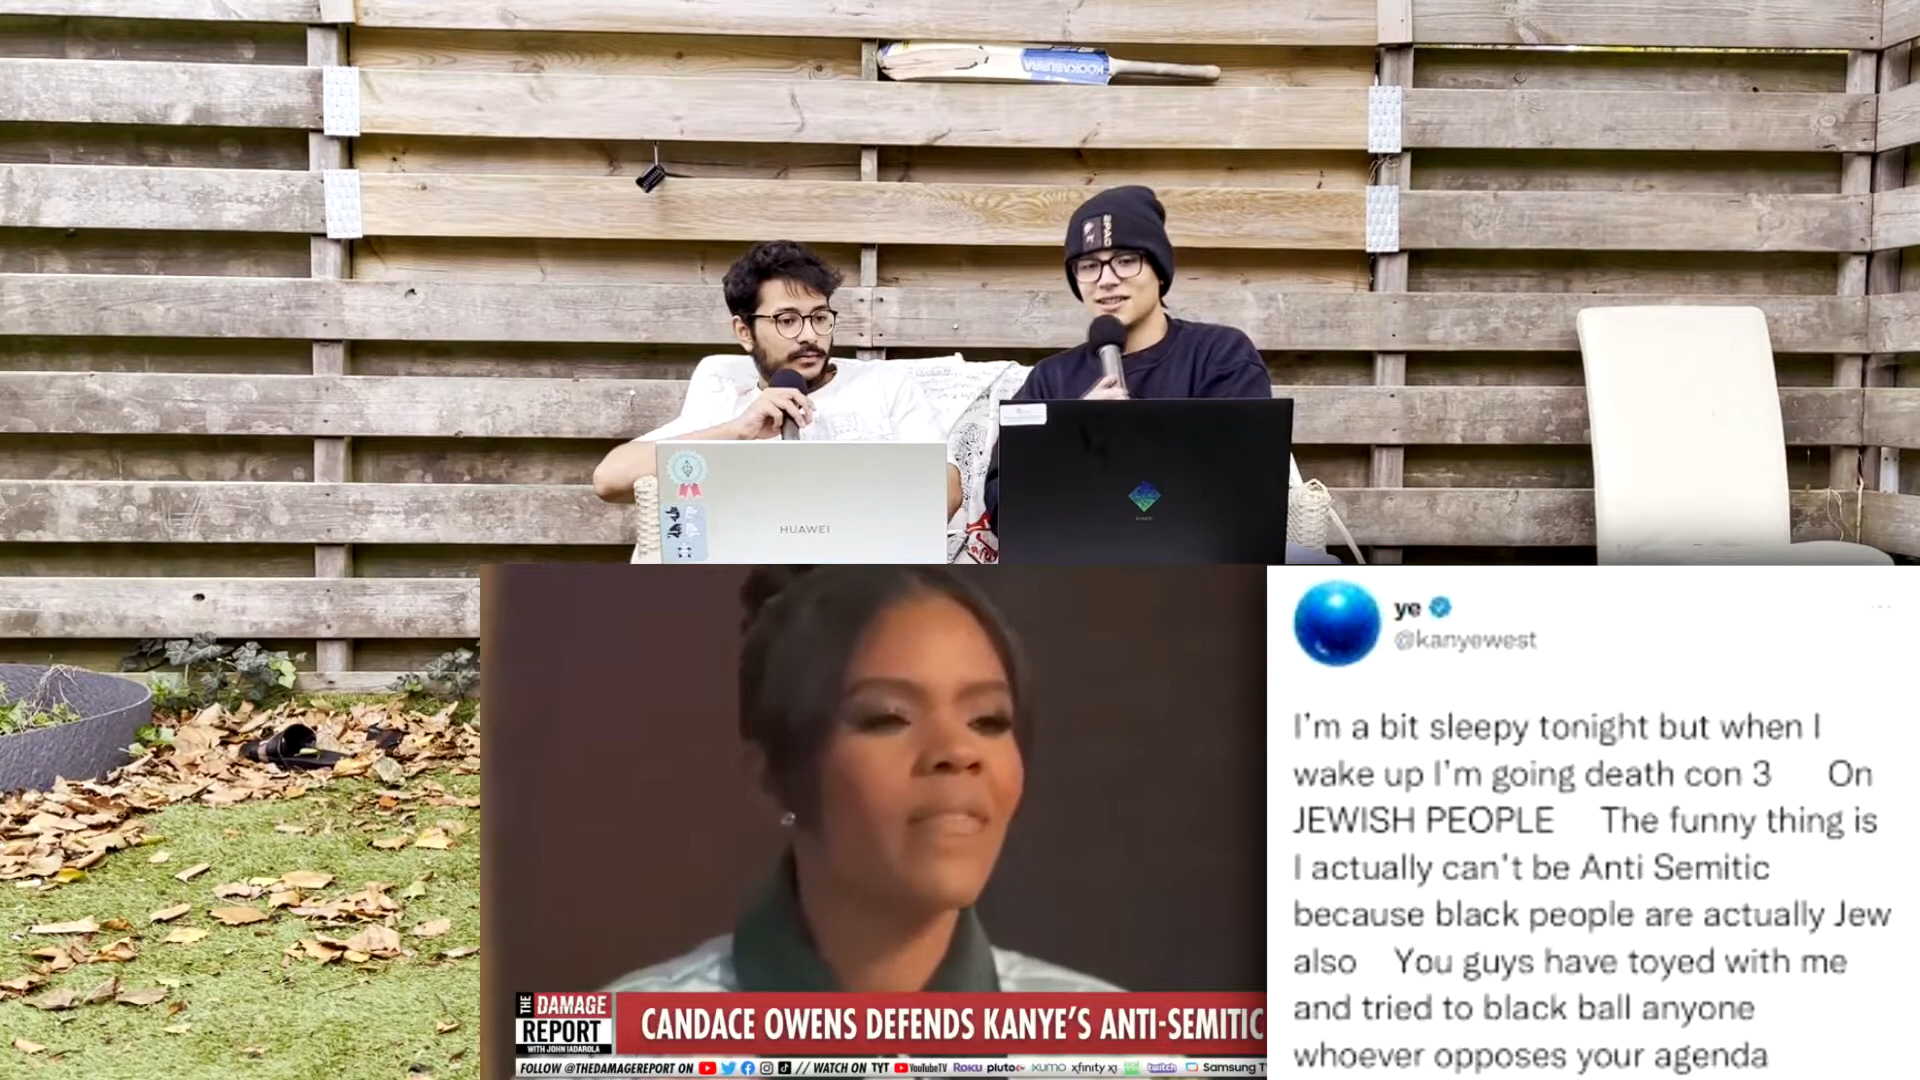 KOOKABURRA
HUAWEI
ye
@kanyewest
I'm a bit sleepy tonight but when I
wake up I'm going death con 3 On
JEWISH PEOPLE The funny thing is
I actually can't be Anti Semitic
because black people are actually Jew
also You guys have toyed with me
and tried to black ball anyone
whoever opposes your agenda
THE DAMAGE
REPORT
WITH JOHN IADAROLA
CANDACE OWENS DEFENDS KANYE'S ANTI-SEMITIC
FOLLOW @THEDAMAGEREPORT ON // WATCH ON TYT YouTubeTV ROKU pluto XUMO xfinity x1 twitch Samsung T